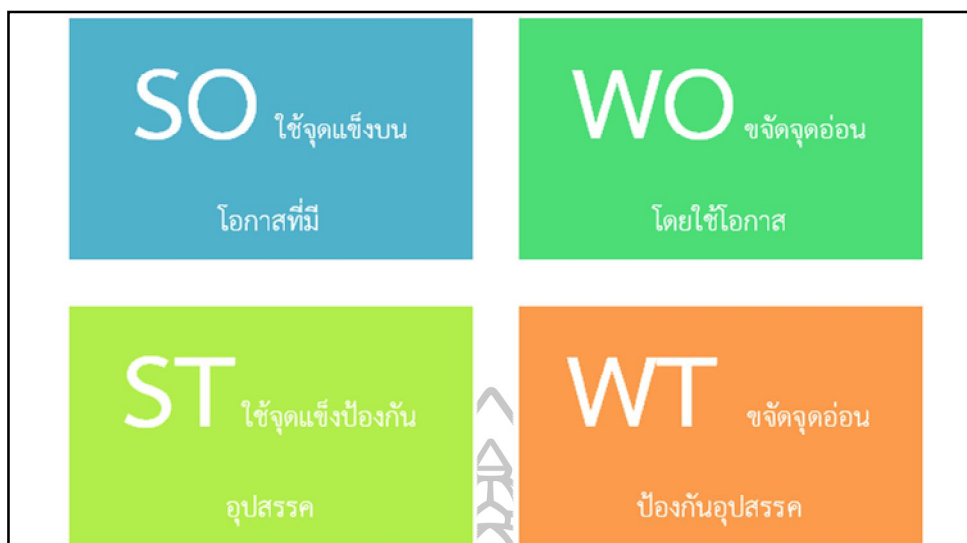 SO ใช้จุดแข็งบน
โอกาสที่มี
WO ขจัดจุดอ่อน
โดยใช้โอกาส
ST ใช้จุดแข็งป้องกัน
อุปสรรค
WT ขจัดจุดอ่อน
ป้องกันอุปสรรค